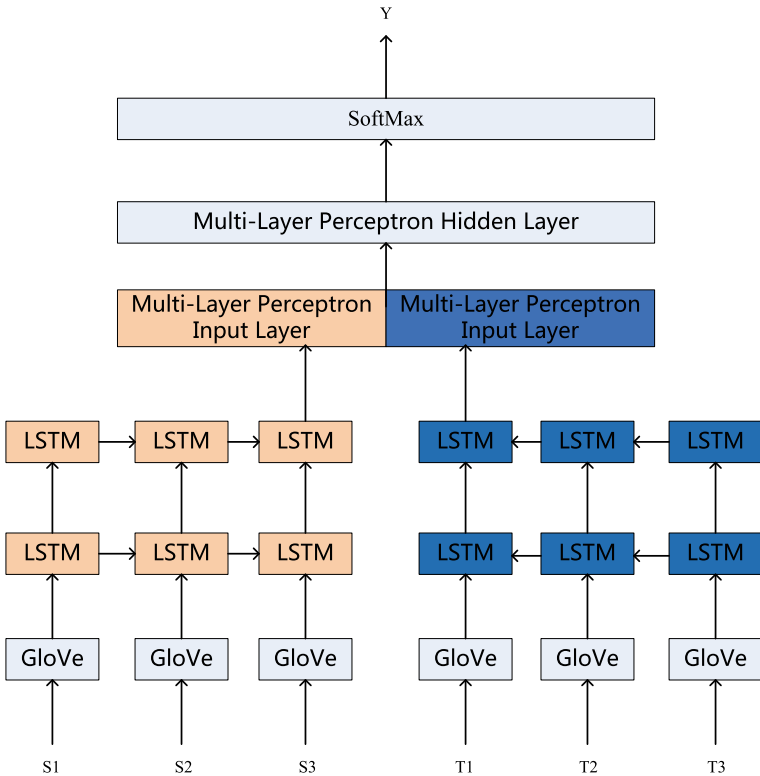 Y
SoftMax
Multi-Layer Perceptron Hidden Layer
Multi-Layer Perceptron
Input Layer
Multi-Layer Perceptron
Input Layer
LSTM LSTM LSTM LSTM LSTM LSTM
LSTM LSTM LSTM LSTM LSTM LSTM
GloVe GloVe GloVe GloVe GloVe GloVe
S1 S2 S3 T1 T2 T3